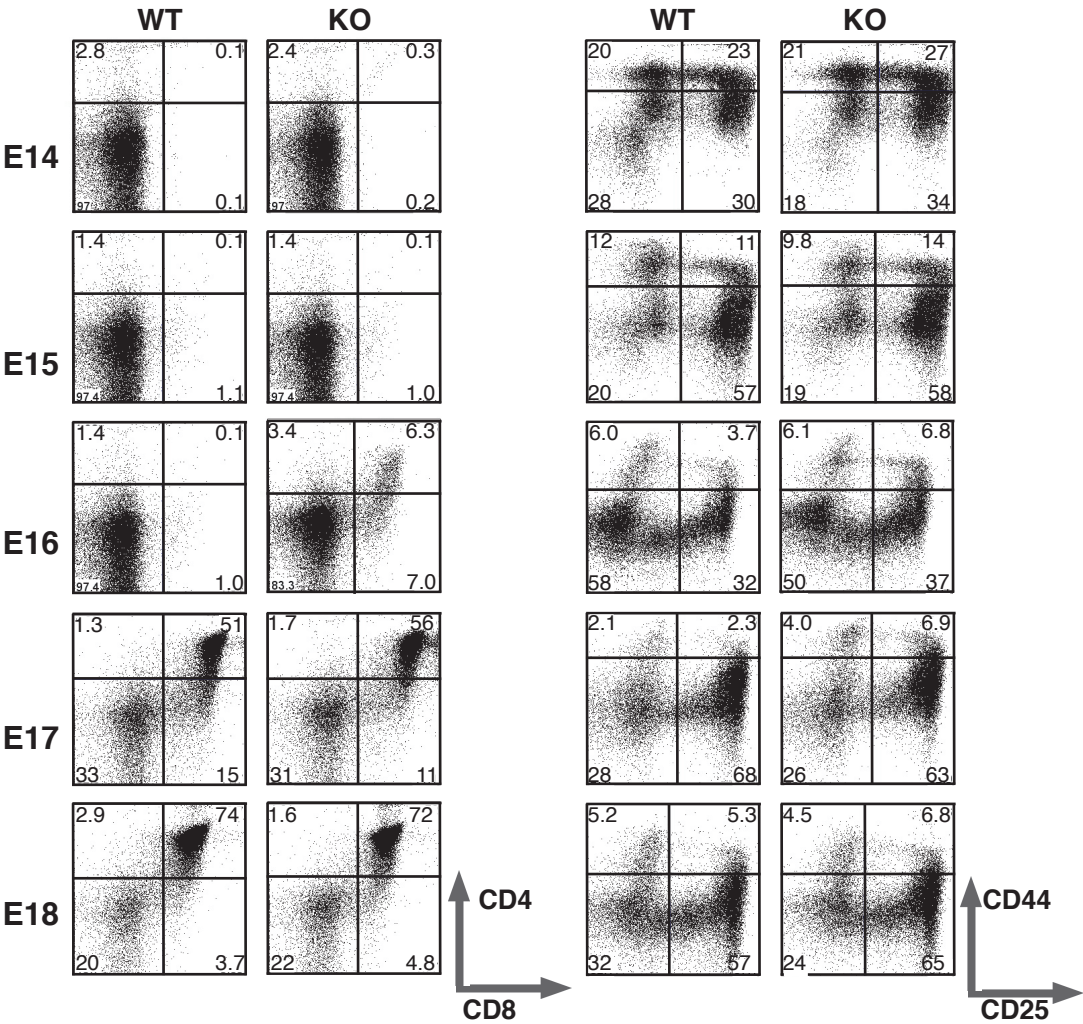 WT KO WT KO
2.8 0.1 2.4 0.3 20 23 21 27
E14
97 0.1 97 0.2 28 30 18 34
1.4 0.1 1.4 0.1 12 11 9.8 14
E15
97.4 1.1 97.4 1.0 20 57 19 58
1.4 0.1 3.4 6.3 6.0 3.7 6.1 6.8
E16
97.4 1.0 83.3 7.0 58 32 50 37
1.3 51 1.7 56 2.1 2.3 4.0 6.9
E17
33 15 31 11 28 68 26 63
2.9 74 1.6 72 5.2 5.3 4.5 6.8
E18 CD4 CD44
20 3.7 22 4.8 32 57 24 65
CD8 CD25